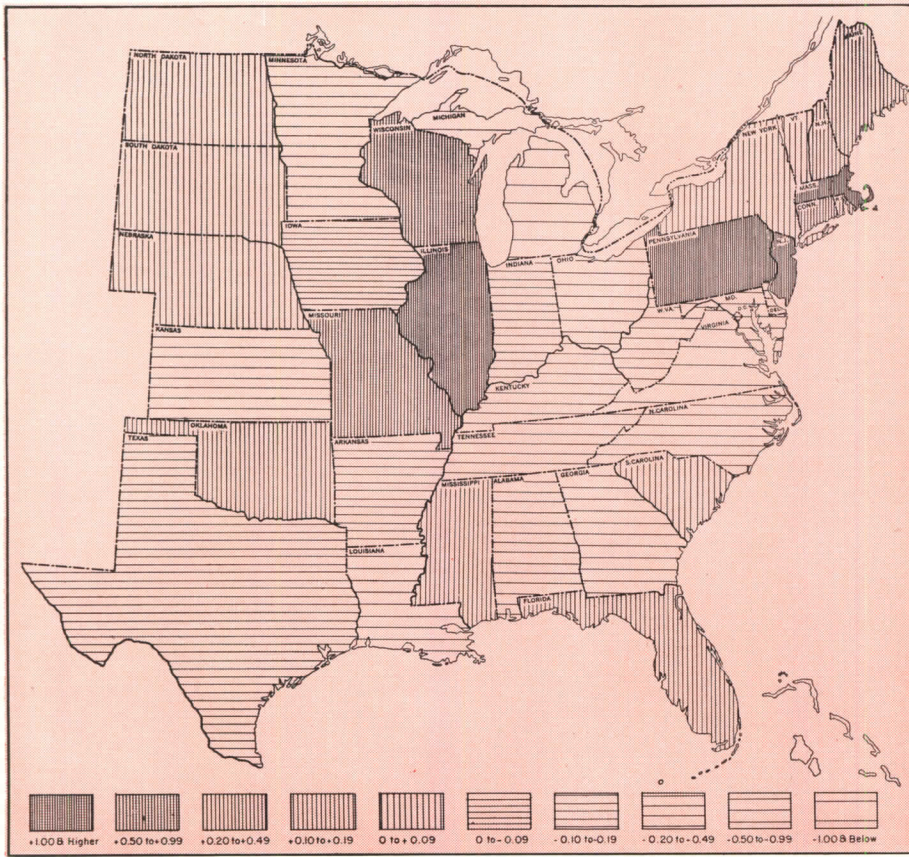 MAINE
NORTH DAKOTA
MINNESOTA
MICHIGAN
WISCONSIN
VT.
N.H.
NEW YORK
SOUTH DAKOTA
MASS.
CONN.
IOWA
NEBRASKA
ILLINOIS
PENNSYLVANIA
INDIANA
OHIO
MD.
W.VA.
D.C.
DEL.
MISSOURI
VIRGINIA
KANSAS
KENTUCKY
N.CAROLINA
OKLAHOMA
TEXAS
ARKANSAS
TENNESSEE
S.CAROLINA
MISSISSIPPI
ALABAMA
GEORGIA
LOUISIANA
FLORIDA
+1.00 & Higher
+0.50 to +0.99
+0.20 to +0.49
+0.10 to +0.19
0 to + 0.09
0 to - 0.09
-0.10 to -0.19
-0.20 to -0.49
-0.50 to -0.99
-1.00 & Below